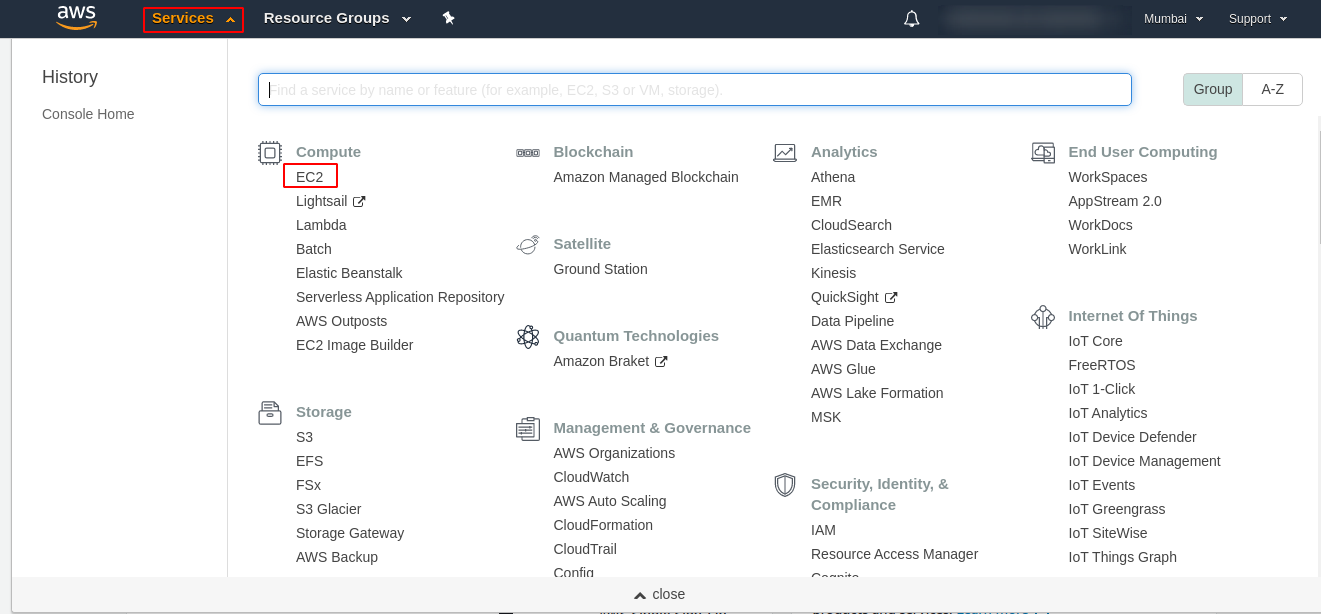 aws Services Resource Groups Mumbai Support
History
Console Home
Find a service by name or feature (for example, EC2, S3 or VM, storage).
Group A-Z
Compute
EC2
Lightsail
Lambda
Batch
Elastic Beanstalk
Serverless Application Repository
AWS Outposts
EC2 Image Builder
Storage
S3
EFS
FSx
S3 Glacier
Storage Gateway
AWS Backup
Blockchain
Amazon Managed Blockchain
Satellite
Ground Station
Quantum Technologies
Amazon Braket
Management & Governance
AWS Organizations
CloudWatch
AWS Auto Scaling
CloudFormation
CloudTrail
Config
Analytics
Athena
EMR
CloudSearch
Elasticsearch Service
Kinesis
QuickSight
Data Pipeline
AWS Data Exchange
AWS Glue
AWS Lake Formation
MSK
Security, Identity, &
Compliance
IAM
Resource Access Manager
Cognito
End User Computing
WorkSpaces
AppStream 2.0
WorkDocs
WorkLink
Internet Of Things
IoT Core
FreeRTOS
IoT 1-Click
IoT Analytics
IoT Device Defender
IoT Device Management
IoT Events
IoT Greengrass
IoT SiteWise
IoT Things Graph
close